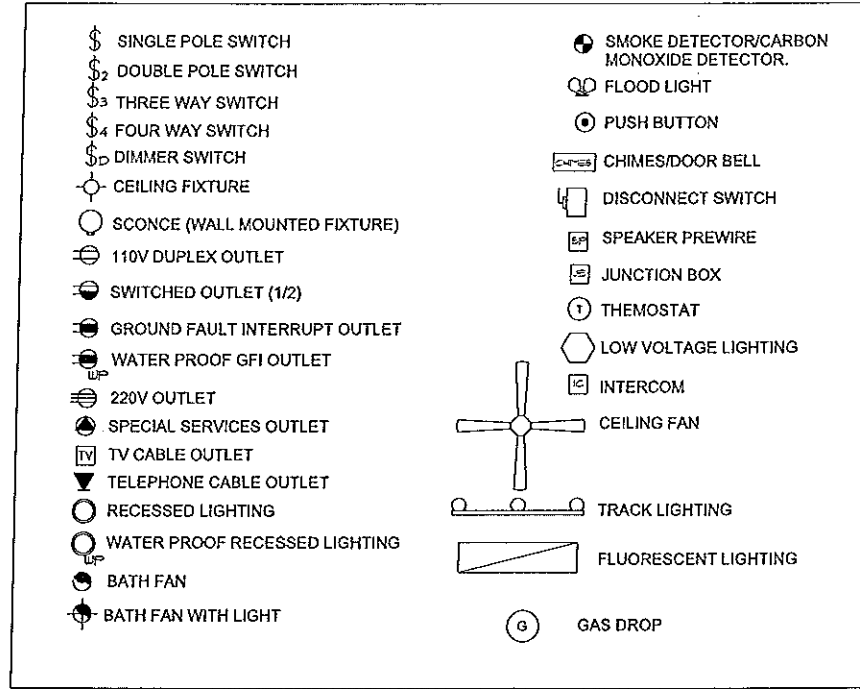 $ SINGLE POLE SWITCH
$2 DOUBLE POLE SWITCH
$3 THREE WAY SWITCH
$4 FOUR WAY SWITCH
$D DIMMER SWITCH
CEILING FIXTURE
SCONCE (WALL MOUNTED FIXTURE)
110V DUPLEX OUTLET
SWITCHED OUTLET (1/2)
GROUND FAULT INTERRUPT OUTLET
WATER PROOF GFI OUTLET
WP
220V OUTLET
SPECIAL SERVICES OUTLET
TV TV CABLE OUTLET
TELEPHONE CABLE OUTLET
RECESSED LIGHTING
WATER PROOF RECESSED LIGHTING
WP
BATH FAN
BATH FAN WITH LIGHT
SMOKE DETECTOR/CARBON
MONOXIDE DETECTOR.
FLOOD LIGHT
PUSH BUTTON
CHIMES CHIMES/DOOR BELL
DISCONNECT SWITCH
SP SPEAKER PREWIRE
JB JUNCTION BOX
T THEMOSTAT
LOW VOLTAGE LIGHTING
IC INTERCOM
CEILING FAN
TRACK LIGHTING
FLUORESCENT LIGHTING
G GAS DROP